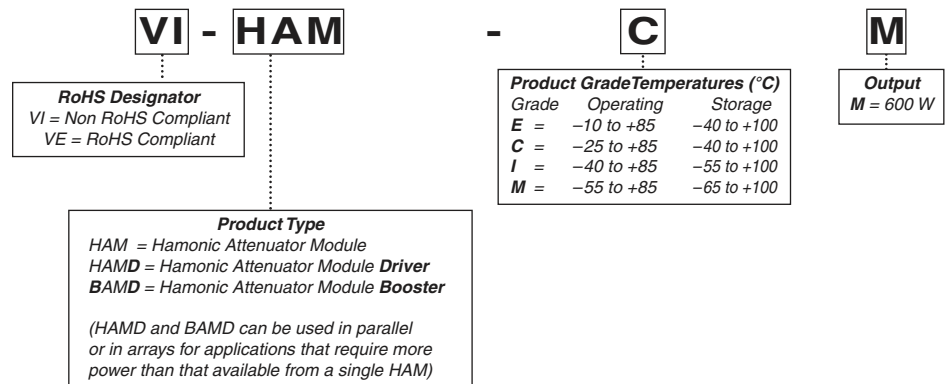 VI - HAM - C M
RoHS Designator
VI = Non RoHS Compliant
VE = RoHS Compliant
Product GradeTemperatures (°C)
Grade Operating Storage
E = –10 to +85 –40 to +100
C = –25 to +85 –40 to +100
I = –40 to +85 –55 to +100
M = –55 to +85 –65 to +100
Output
M = 600 W
Product Type
HAM = Hamonic Attenuator Module
HAMD = Hamonic Attenuator Module Driver
BAMD = Hamonic Attenuator Module Booster
(HAMD and BAMD can be used in parallel
or in arrays for applications that require more
power than that available from a single HAM)